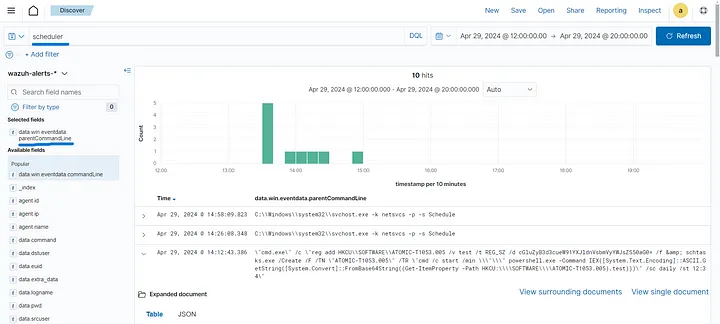 Discover
New Save Open Share Reporting Inspect a
scheduler
DQL
Apr 29, 2024 @ 12:00:00.00 → Apr 29, 2024 @ 20:00:00.00
Refresh
+ Add filter
wazuh-alerts-*
Search field names
Filter by type 0
Selected fields
data.win.eventdata.
parentCommandLine
Available fields
Popular
data.win.eventdata.commandLine
_index
agent.id
agent.ip
agent.name
data.command
data.dstuser
data.euid
data.extra_data
data.logname
data.pwd
data.srcuser
10 hits
Apr 29, 2024 @ 12:00:00.000 - Apr 29, 2024 @ 20:00:00.000 Auto
Count
5
4
3
2
1
0
12:00 13:00 14:00 15:00 16:00 17:00 18:00 19:00
timestamp per 10 minutes
Time data.win.eventdata.parentCommandLine
Apr 29, 2024 @ 14:58:09.823 C:\\Windows\\system32\\svchost.exe -k netsvcs -p -s Schedule
Apr 29, 2024 @ 14:26:08.348 C:\\Windows\\system32\\svchost.exe -k netsvcs -p -s Schedule
Apr 29, 2024 @ 14:12:43.386 \"cmd.exe\" /c \"reg add HKCU\\SOFTWARE\\ATOMIC-T1053.005 /v test /t REG_SZ /d /f &amp; schta
sks.exe /Create /F /TN \"ATOMIC-T1053.005\" /TR \"cmd /c start /min \\\"\\\" powershell.exe -Command IEX([System.Text.Encoding]::ASCII.G
etString([System.Convert]::FromBase64String((Get-ItemProperty -Path HKCU:\\\\SOFTWARE\\\\ATOMIC-T1053.005).test)))\" /sc daily /st 12:3
4\"
Expanded document
View surrounding documents View single document
Table JSON